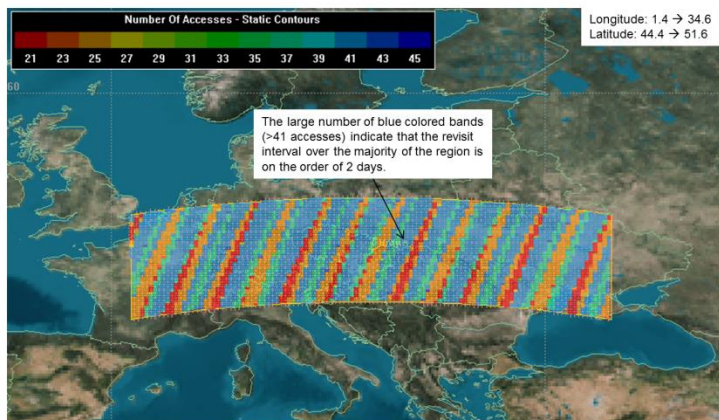 Number Of Accesses - Static Contours
21 23 25 27 29 31 33 35 37 39 41 43 45
Longitude: 1.4 → 34.6
Latitude: 44.4 → 51.6
60
The large number of blue colored bands
(>41 accesses) indicate that the revisit
interval over the majority of the region is
on the order of 2 days.